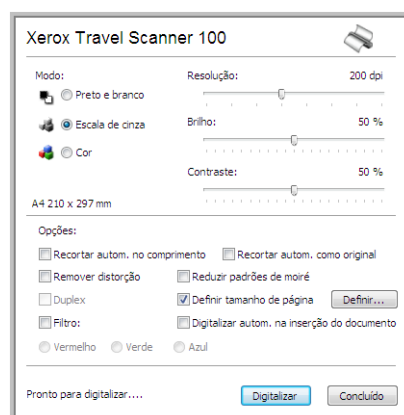 Xerox Travel Scanner 100
Modo:
Preto e branco
Escala de cinza
Cor
A4 210 x 297 mm
Resolução: 200 dpi
Brilho: 50 %
Contraste: 50 %
Opções:
Recortar autom. no comprimento Recortar autom. como original
Remover distorção Reduzir padrões de moiré
Duplex Definir tamanho de página Definir...
Filtro: Digitalizar autom. na inserção do documento
Vermelho Verde Azul
Pronto para digitalizar.... Digitalizar Concluído